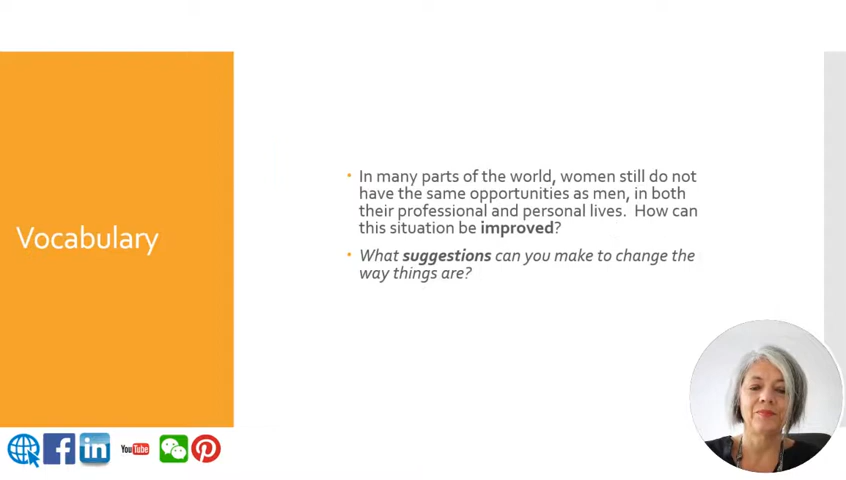 Vocabulary
In many parts of the world, women still do not
have the same opportunities as men, in both
their professional and personal lives.  How can
this situation be improved?
What suggestions can you make to change the
way things are?
in
YouTube